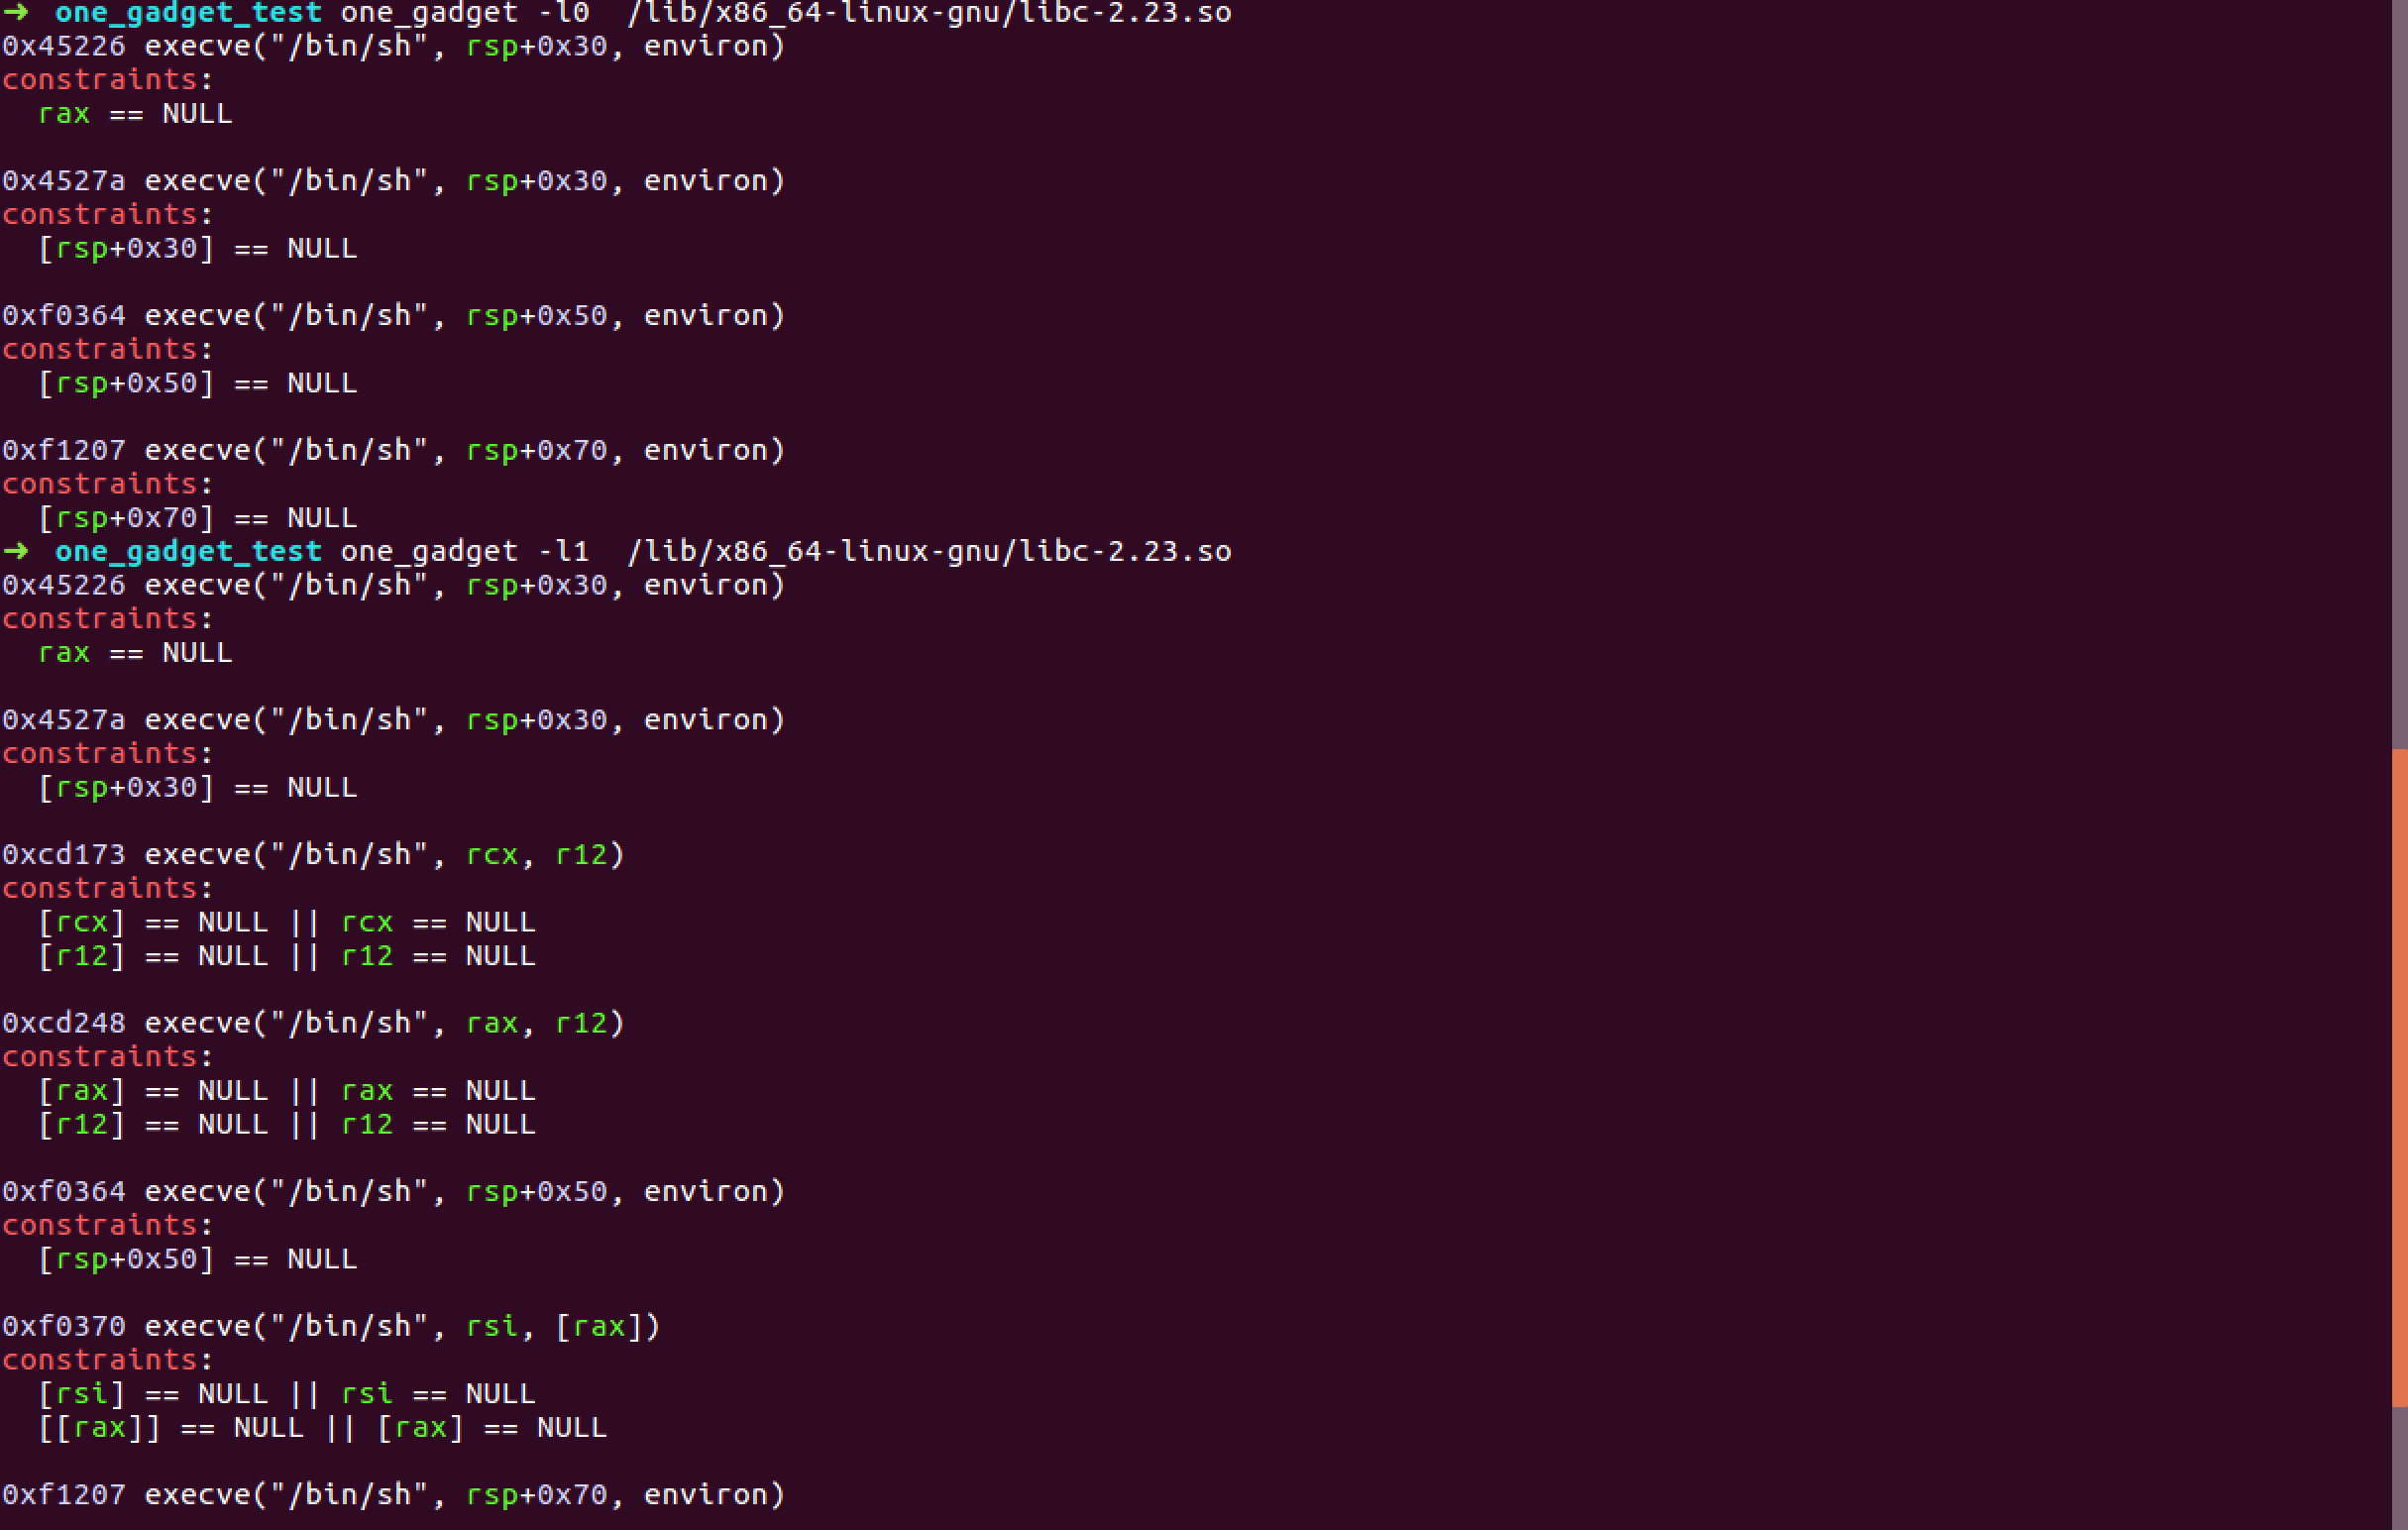 ➜  one_gadget_test one_gadget -l0  /lib/x86_64-linux-gnu/libc-2.23.so
0x45226 execve("/bin/sh", rsp+0x30, environ)
constraints:
  rax == NULL

0x4527a execve("/bin/sh", rsp+0x30, environ)
constraints:
  [rsp+0x30] == NULL

0xf0364 execve("/bin/sh", rsp+0x50, environ)
constraints:
  [rsp+0x50] == NULL

0xf1207 execve("/bin/sh", rsp+0x70, environ)
constraints:
  [rsp+0x70] == NULL
➜  one_gadget_test one_gadget -l1  /lib/x86_64-linux-gnu/libc-2.23.so
0x45226 execve("/bin/sh", rsp+0x30, environ)
constraints:
  rax == NULL

0x4527a execve("/bin/sh", rsp+0x30, environ)
constraints:
  [rsp+0x30] == NULL

0xcd173 execve("/bin/sh", rcx, r12)
constraints:
  [rcx] == NULL || rcx == NULL
  [r12] == NULL || r12 == NULL

0xcd248 execve("/bin/sh", rax, r12)
constraints:
  [rax] == NULL || rax == NULL
  [r12] == NULL || r12 == NULL

0xf0364 execve("/bin/sh", rsp+0x50, environ)
constraints:
  [rsp+0x50] == NULL

0xf0370 execve("/bin/sh", rsi, [rax])
constraints:
  [rsi] == NULL || rsi == NULL
  [[rax]] == NULL || [rax] == NULL

0xf1207 execve("/bin/sh", rsp+0x70, environ)